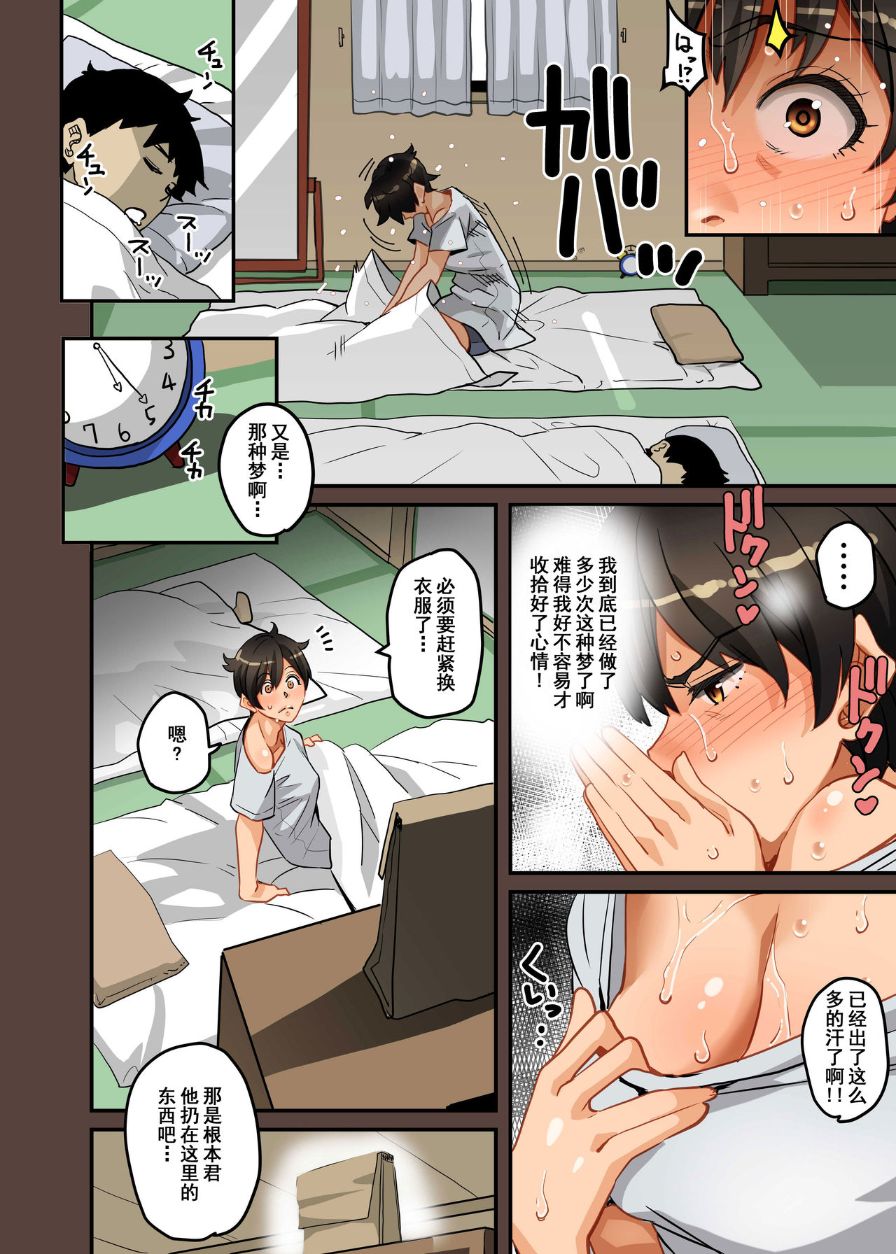 はっ!?
ガバッ
チュン
チュン
スーッ
スーッ
3
4
5
6
7
チカ
チカ
又是…
那种梦啊…
……
ドクン♥
ドクン♥
我到底已经做了
多少次这种梦了啊
难得我好不容易才
收拾好了心情！
已经出了这么
多的汗了啊!!
くいっ…
必须要赶紧换
衣服了…
嗯？
那是根本君
他扔在这里的
东西吧…